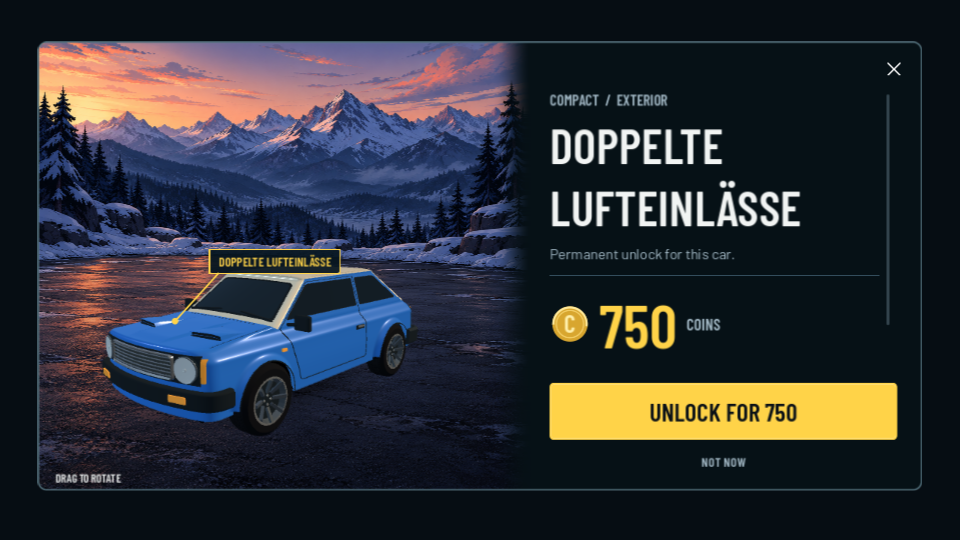 COMPACT / EXTERIOR
DOPPELTE
LUFTEINLÄSSE
Permanent unlock for this car.
C 750 COINS
UNLOCK FOR 750
NOT NOW
DOPPELTE LUFTEINLÄSSE
DRAG TO ROTATE